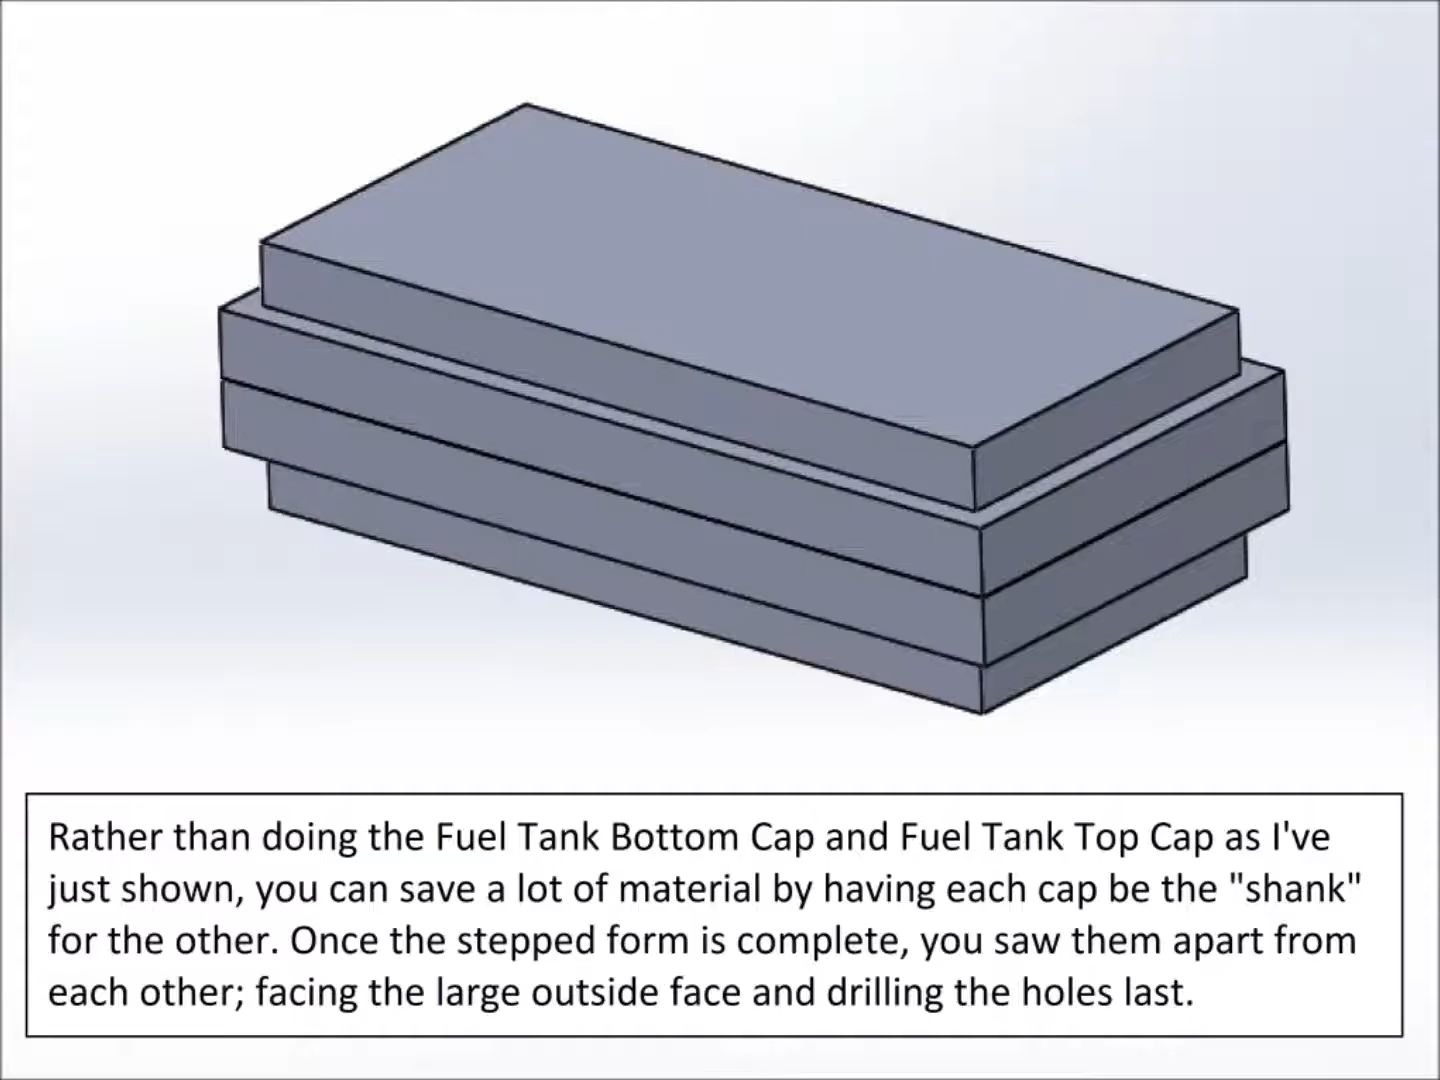 Rather than doing the Fuel Tank Bottom Cap and Fuel Tank Top Cap as I've
just shown, you can save a lot of material by having each cap be the "shank"
for the other. Once the stepped form is complete, you saw them apart from
each other; facing the large outside face and drilling the holes last.